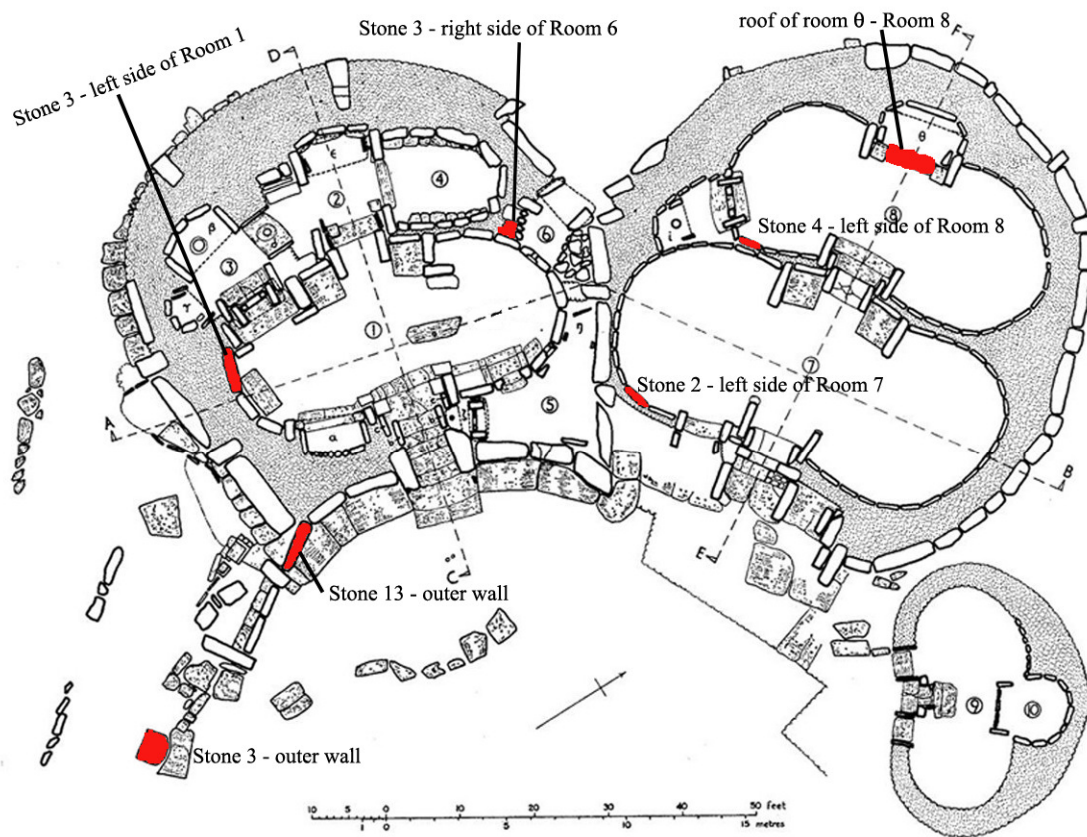 roof of room θ - Room 8
Stone 3 - right side of Room 6
Stone 3 - left side of Room 1
D
F
θ
ε
④
②
⑧
⑥
β
③
Stone 4 - left side of Room 8
γ
①
η
⑦
Stone 2 - left side of Room 7
A
⑤
α
B
E
C
Stone 13 - outer wall
⑨
⑩
Stone 3 - outer wall
10 5 0 10 20 30 40 50 feet
1 0 5 10 15 metres